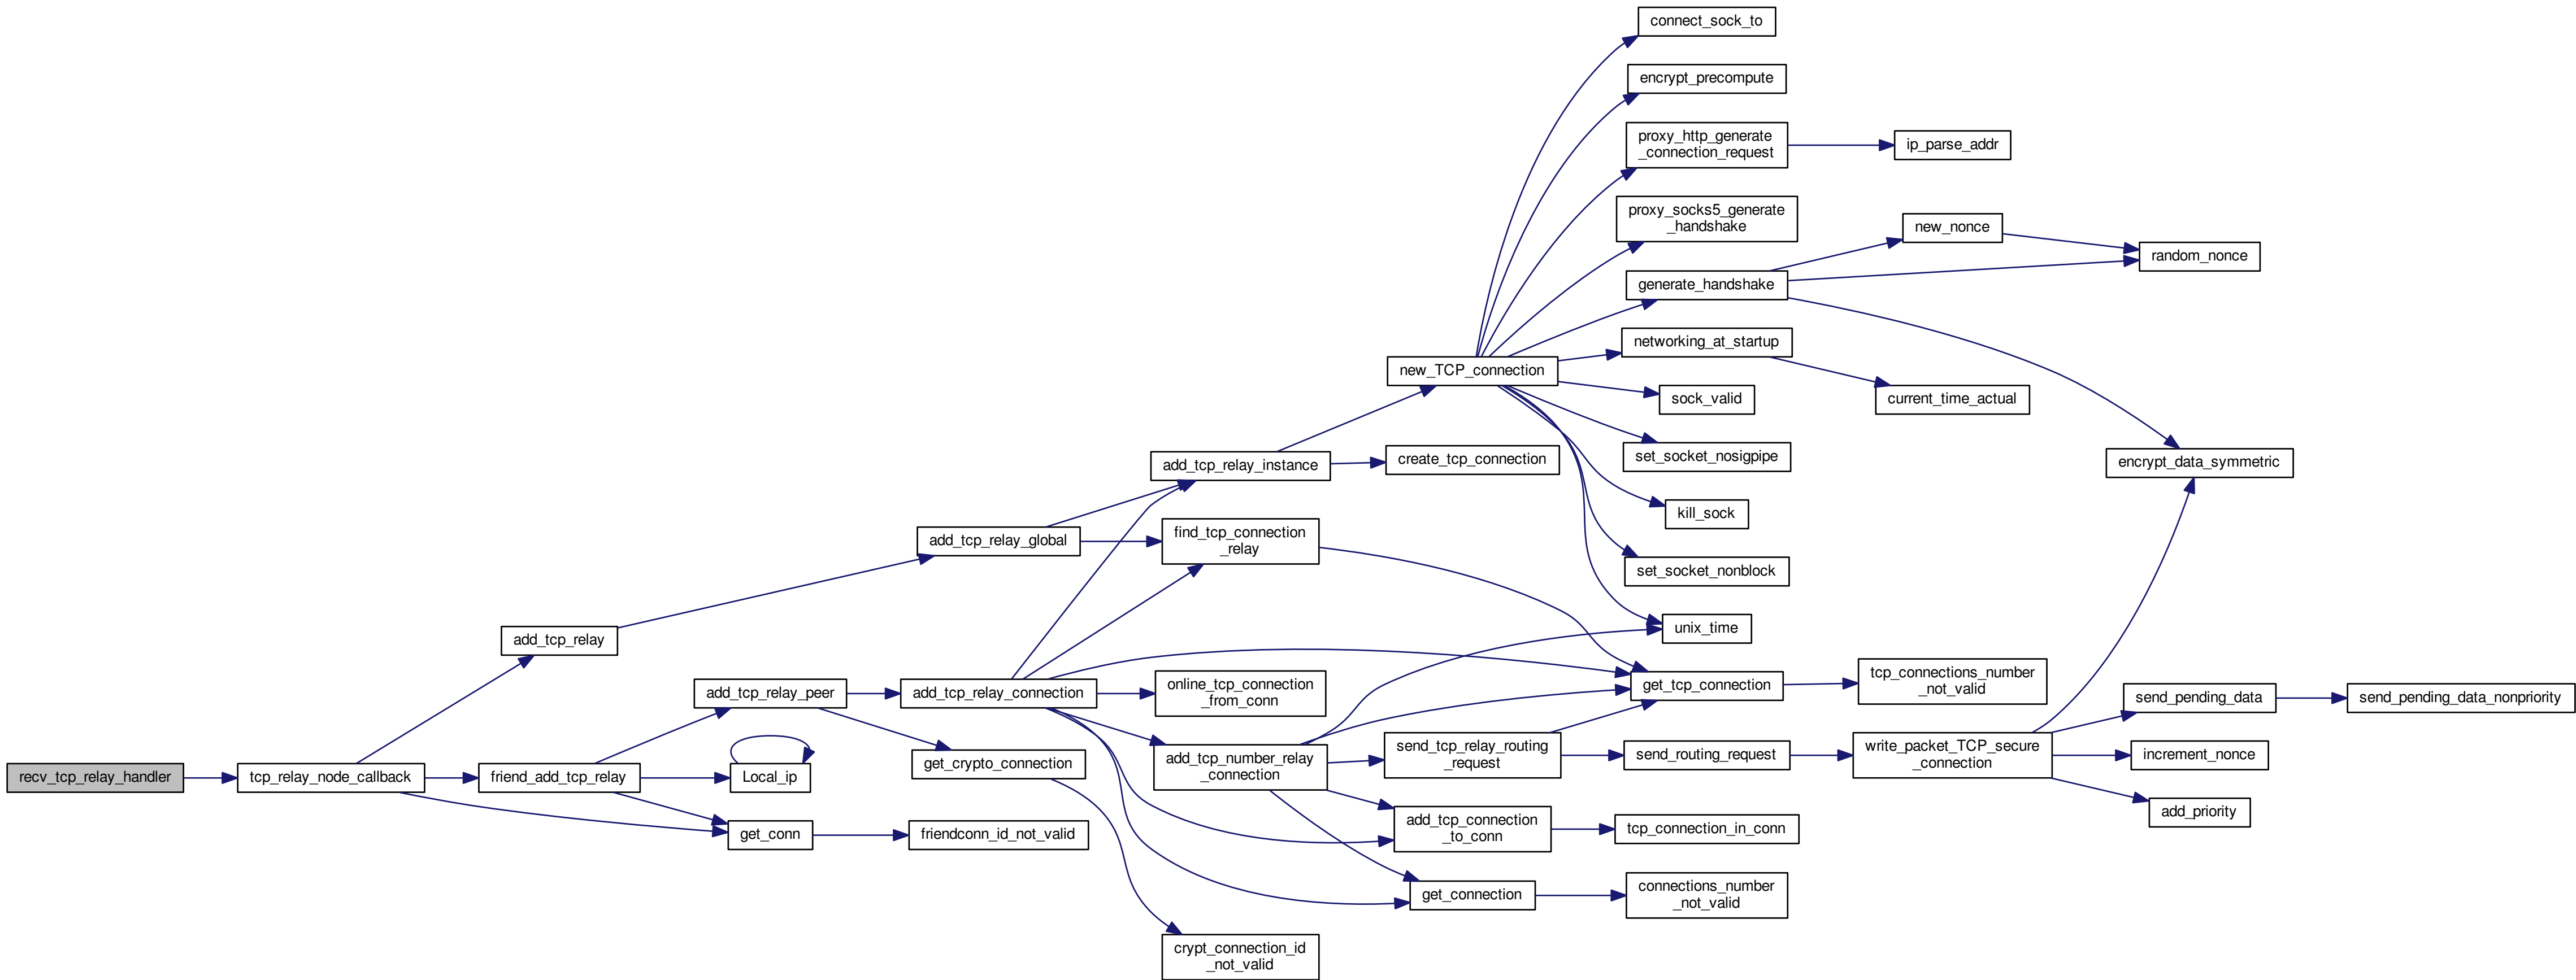 recv_tcp_relay_handler
tcp_relay_node_callback
add_tcp_relay
friend_add_tcp_relay
add_tcp_relay_peer
Local_ip
get_conn
add_tcp_relay_global
add_tcp_relay_connection
get_crypto_connection
friendconn_id_not_valid
add_tcp_relay_instance
find_tcp_connection
_relay
online_tcp_connection
_from_conn
add_tcp_number_relay
_connection
crypt_connection_id
_not_valid
new_TCP_connection
create_tcp_connection
send_tcp_relay_routing
_request
add_tcp_connection
_to_conn
get_connection
connect_sock_to
encrypt_precompute
proxy_http_generate
_connection_request
proxy_socks5_generate
_handshake
generate_handshake
networking_at_startup
sock_valid
set_socket_nosigpipe
kill_sock
set_socket_nonblock
unix_time
get_tcp_connection
send_routing_request
tcp_connection_in_conn
connections_number
_not_valid
ip_parse_addr
new_nonce
current_time_actual
tcp_connections_number
_not_valid
write_packet_TCP_secure
_connection
random_nonce
encrypt_data_symmetric
send_pending_data
increment_nonce
add_priority
send_pending_data_nonpriority